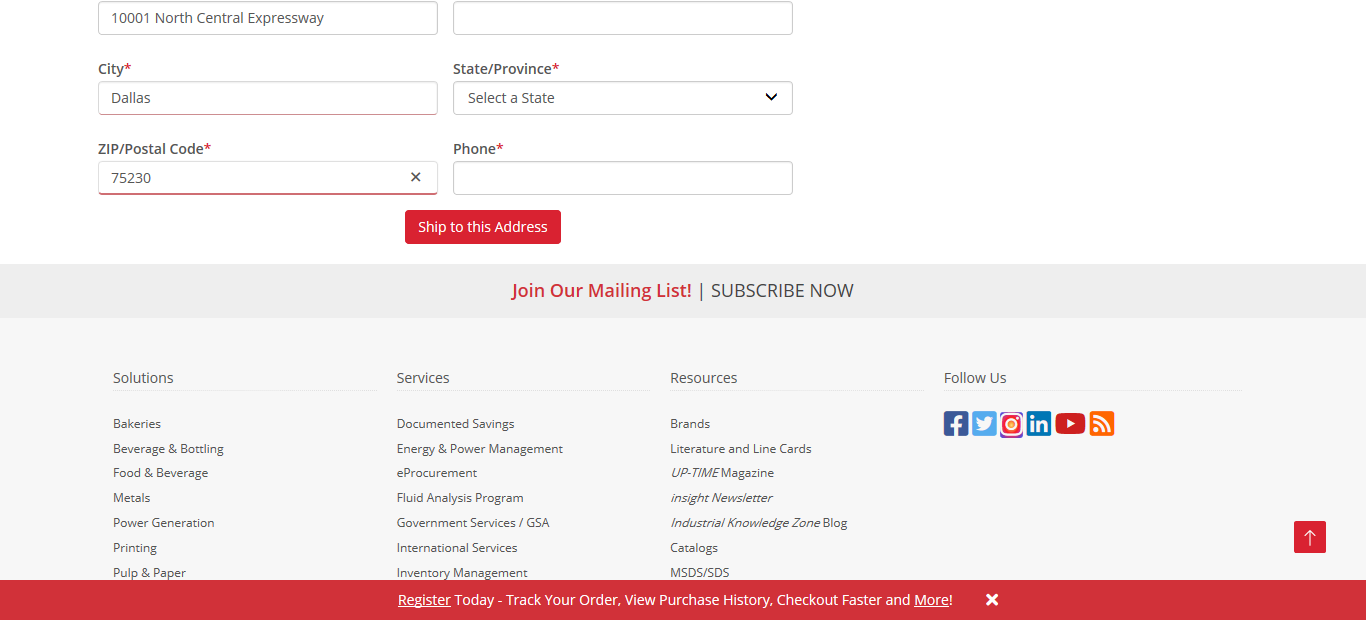 10001 North Central Expressway
City* State/Province*
Dallas Select a State
ZIP/Postal Code* Phone*
75230
Ship to this Address
Join Our Mailing List! | SUBSCRIBE NOW
Solutions Services Resources Follow Us
Bakeries Documented Savings Brands
Beverage & Bottling Energy & Power Management Literature and Line Cards
Food & Beverage eProcurement UP-TIME Magazine
Metals Fluid Analysis Program insight Newsletter
Power Generation Government Services / GSA Industrial Knowledge Zone Blog
Printing International Services Catalogs
Pulp & Paper Inventory Management MSDS/SDS
Register Today - Track Your Order, View Purchase History, Checkout Faster and More!